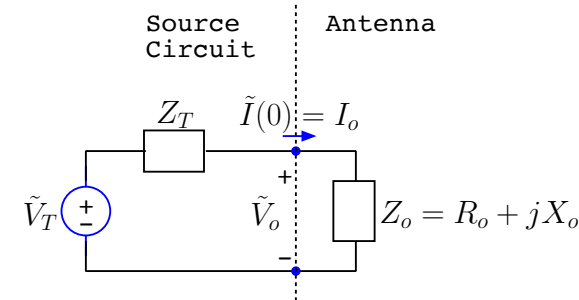 Source
Circuit
Antenna
Z_T
Ĩ(0) = I_o
Ṽ_T
+
−
+
Ṽ_o
−
Z_o = R_o + jX_o